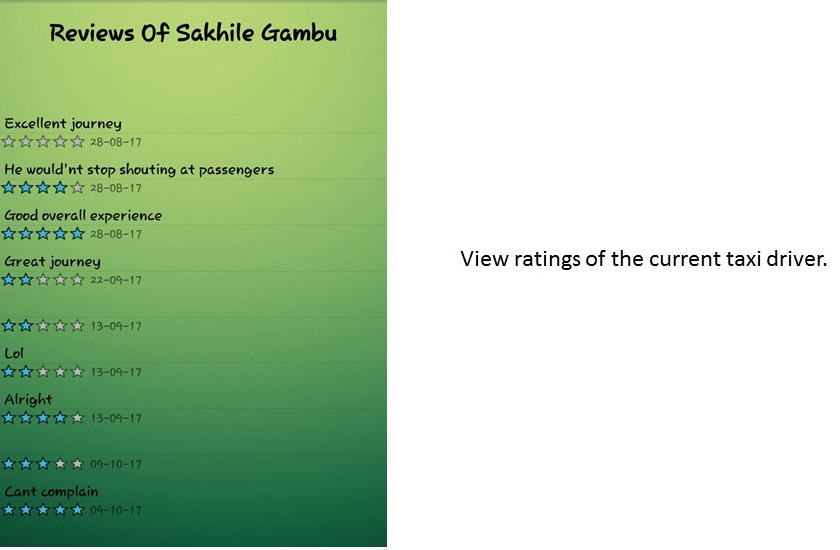 Reviews Of Sakhile Gambu
Excellent journey
28-08-17
He would'nt stop shouting at passengers
28-08-17
Good overall experience
28-08-17
Great journey
22-09-17
13-09-17
Lol
13-09-17
Alright
13-09-17
09-10-17
Cant complain
09-10-17
View ratings of the current taxi driver.